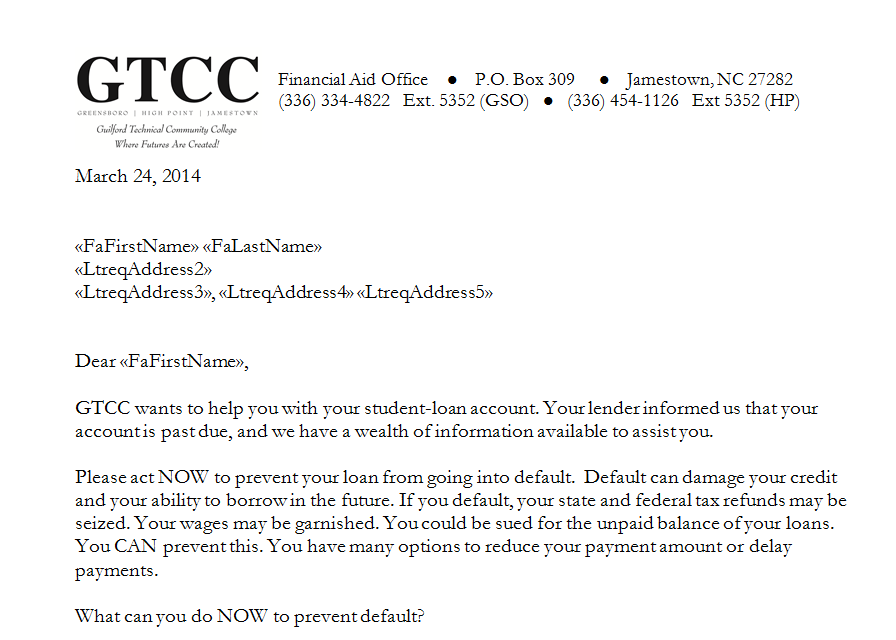 GTCC
GREENSBORO | HIGH POINT | JAMESTOWN
Guilford Technical Community College
Where Futures Are Created!
Financial Aid Office ● P.O. Box 309 ● Jamestown, NC 27282
(336) 334-4822 Ext. 5352 (GSO) ● (336) 454-1126 Ext 5352 (HP)
March 24, 2014
«FaFirstName» «FaLastName»
«LtreqAddress2»
«LtreqAddress3», «LtreqAddress4» «LtreqAddress5»
Dear «FaFirstName»,
GTCC wants to help you with your student-loan account. Your lender informed us that your
account is past due, and we have a wealth of information available to assist you.
Please act NOW to prevent your loan from going into default. Default can damage your credit
and your ability to borrow in the future. If you default, your state and federal tax refunds may be
seized. Your wages may be garnished. You could be sued for the unpaid balance of your loans.
You CAN prevent this. You have many options to reduce your payment amount or delay
payments.
What can you do NOW to prevent default?